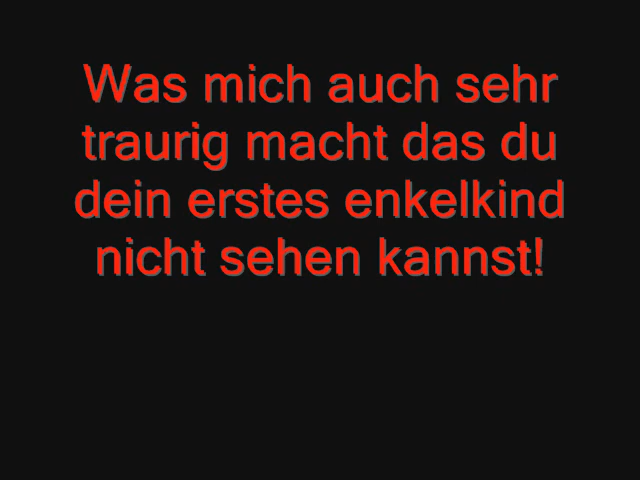 Was mich auch sehr
traurig macht das du
dein erstes enkelkind
nicht sehen kannst!